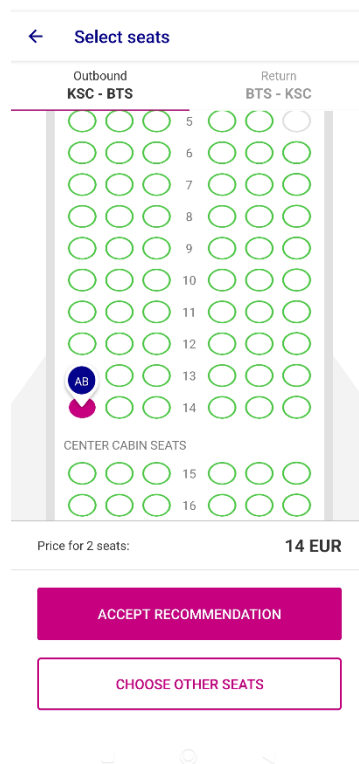 Select seats
Outbound Return
KSC - BTS BTS - KSC
5
6
7
8
9
10
11
12
13
AB
14
CENTER CABIN SEATS
15
16
Price for 2 seats: 14 EUR
ACCEPT RECOMMENDATION
CHOOSE OTHER SEATS